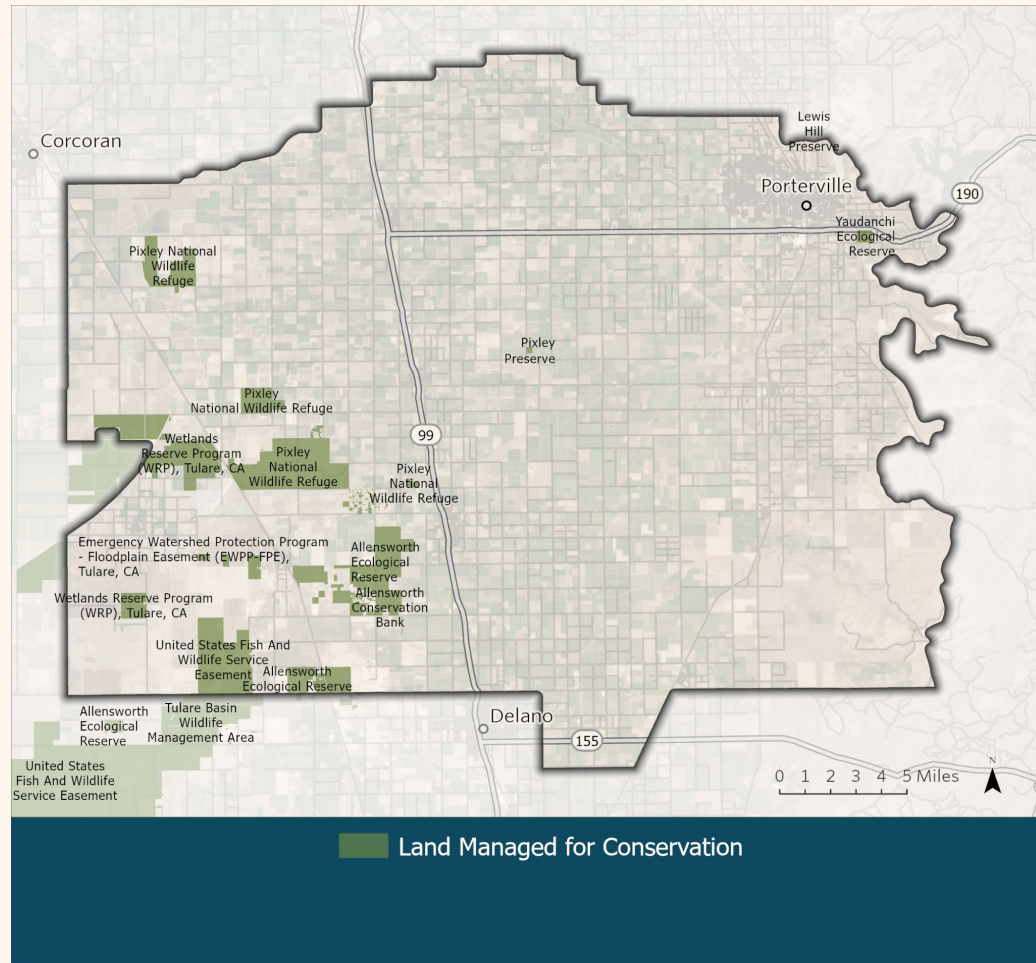 Corcoran
Lewis
Hill
Preserve
Porterville
190
Yaudanchi
Ecological
Reserve
Pixley National
Wildlife
Refuge
Pixley
Preserve
Pixley
National Wildlife Refuge
99
Wetlands
Reserve Program
(WRP), Tulare, CA
Pixley
National
Wildlife Refuge
Pixley
National
Wildlife Refuge
Emergency Watershed Protection Program
- Floodplain Easement (EWPP-FPE),
Tulare, CA
Allensworth
Ecological
Reserve
Allensworth
Conservation
Bank
Wetlands Reserve Program
(WRP), Tulare, CA
United States Fish And
Wildlife Service
Easement
Allensworth
Ecological Reserve
Allensworth
Ecological
Reserve
Tulare Basin
Wildlife
Management Area
Delano
155
United States
Fish And Wildlife
Service Easement
0 1 2 3 4 5 Miles
N
Land Managed for Conservation